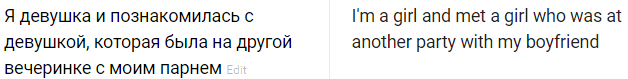 Я девушка и познакомилась с
девушкой, которая была на другой
вечеринке с моим парнем Edit
I'm a girl and met a girl who was at
another party with my boyfriend